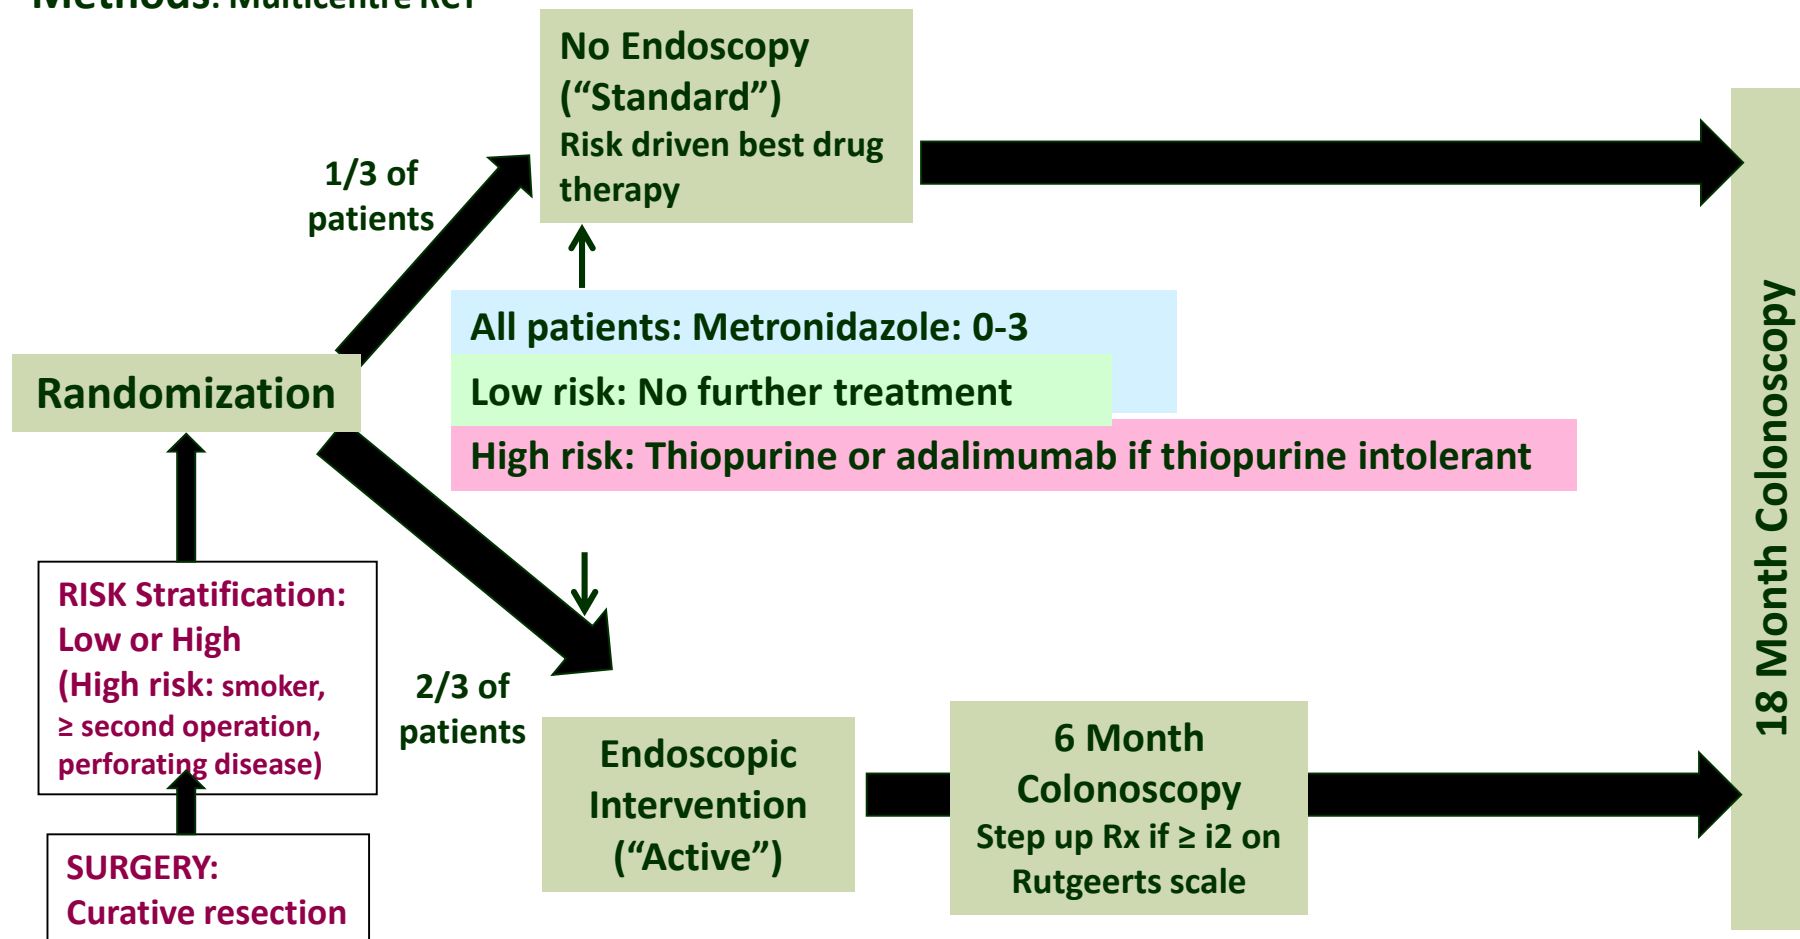 Methods: Multicentre RCT
No Endoscopy
(“Standard”)
Risk driven best drug
therapy
1/3 of
patients
All patients: Metronidazole: 0-3
Low risk: No further treatment
High risk: Thiopurine or adalimumab if thiopurine intolerant
Randomization
RISK Stratification:
Low or High
(High risk: smoker,
≥ second operation,
perforating disease)
SURGERY:
Curative resection
2/3 of
patients
Endoscopic
Intervention
(“Active”)
6 Month
Colonoscopy
Step up Rx if ≥ i2 on
Rutgeerts scale
18 Month Colonoscopy